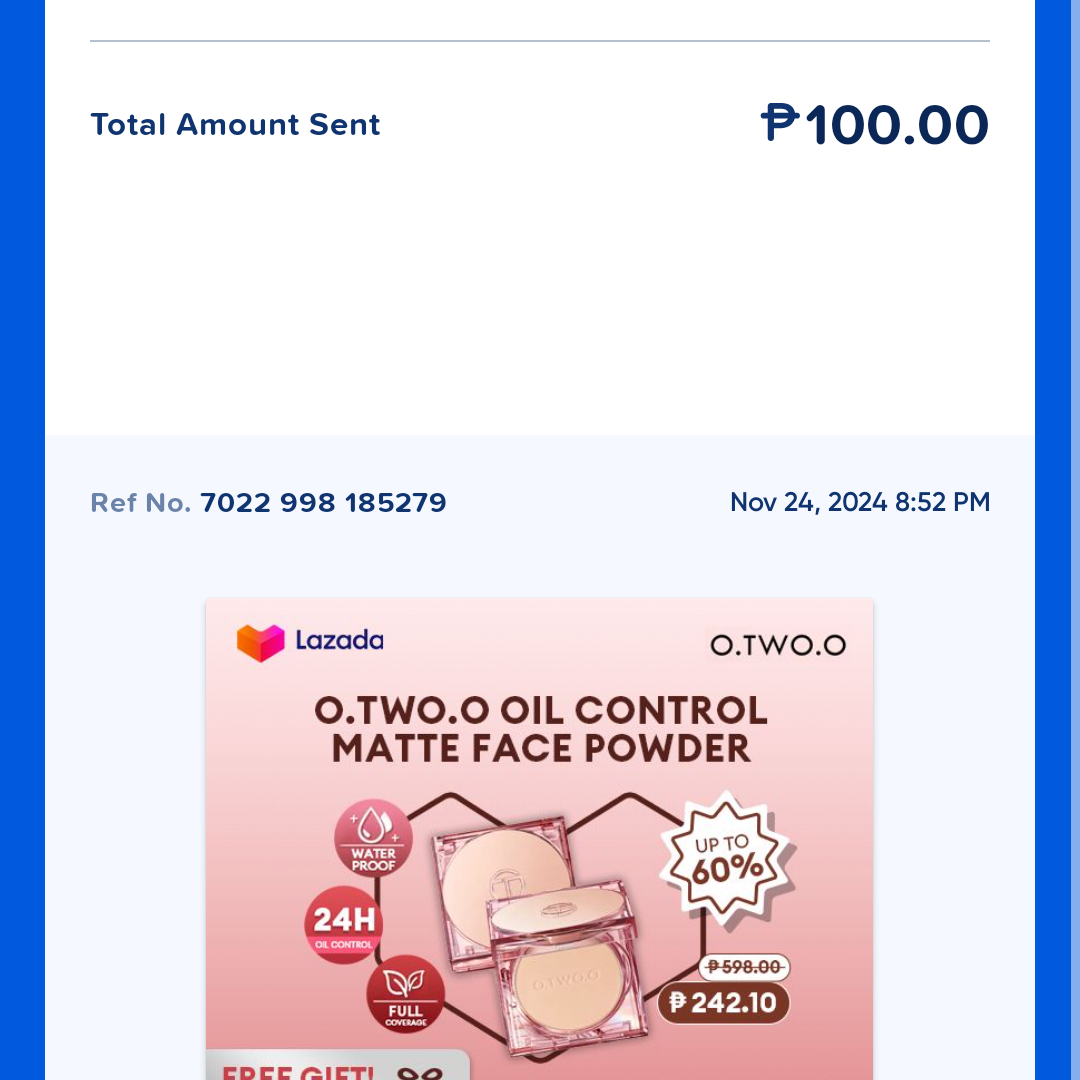 Total Amount Sent ₱100.00
Ref No. 7022 998 185279 Nov 24, 2024 8:52 PM
Lazada O.TWO.O
O.TWO.O OIL CONTROL
MATTE FACE POWDER
WATER
PROOF
UP TO
60%
24H
OIL CONTROL
O.TWO.O
₱598.00
₱242.10
FULL
COVERAGE
FREE GIFT!